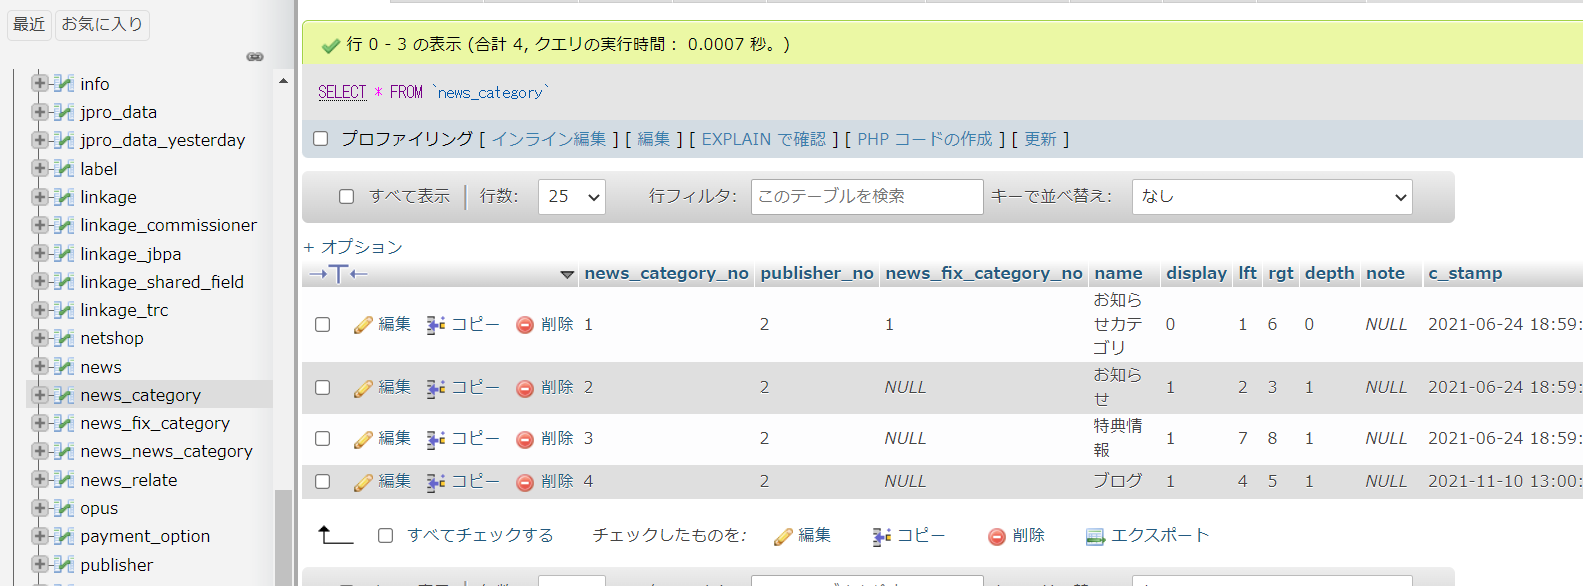 最近 お気に入り
info
jpro_data
jpro_data_yesterday
label
linkage
linkage_commissioner
linkage_jbpa
linkage_shared_field
linkage_trc
netshop
news
news_category
news_fix_category
news_news_category
news_relate
opus
payment_option
publisher
行 0 - 3 の表示 (合計 4, クエリの実行時間： 0.0007 秒。)
SELECT * FROM `news_category`
プロファイリング [ インライン編集 ] [ 編集 ] [ EXPLAIN で確認 ] [ PHP コードの作成 ] [ 更新 ]
すべて表示 | 行数: 25 行フィルタ: このテーブルを検索 キーで並べ替え: なし
+ オプション
←T→ news_category_no publisher_no news_fix_category_no name display lft rgt depth note c_stamp
編集 コピー 削除 1 2 1 お知らせカテゴリ 0 1 6 0 NULL 2021-06-24 18:59:
編集 コピー 削除 2 2 NULL お知らせ 1 2 3 1 NULL 2021-06-24 18:59:
編集 コピー 削除 3 2 NULL 特典情報 1 7 8 1 NULL 2021-06-24 18:59:
編集 コピー 削除 4 2 NULL ブログ 1 4 5 1 NULL 2021-11-10 13:00:
すべてチェックする チェックしたものを: 編集 コピー 削除 エクスポート